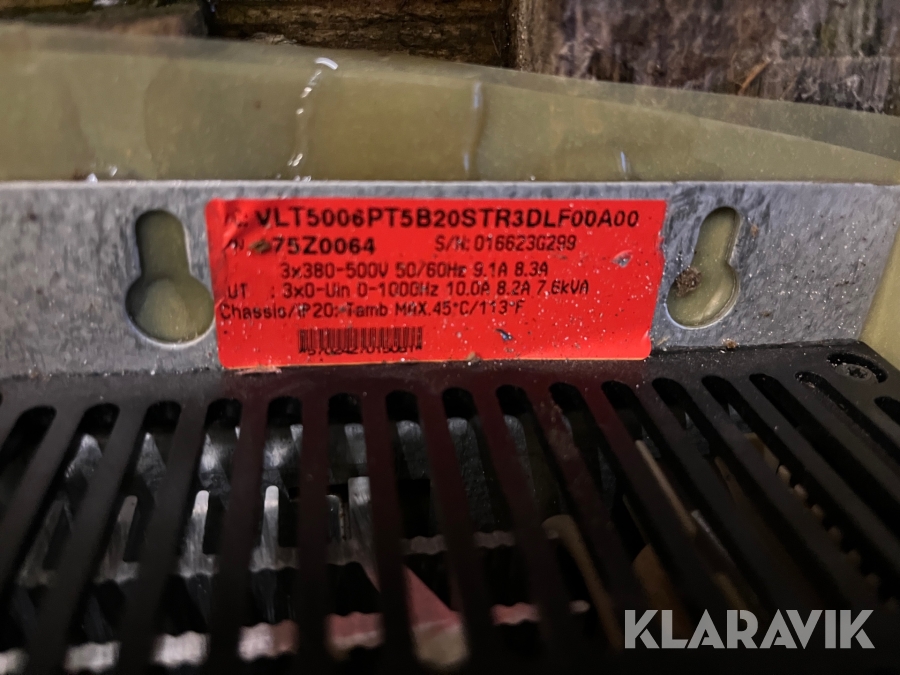 VLT5006PT5B20STR3DLF00A00
75Z0064 S/N: 016623G299
3x380-500V 50/60Hz 9.1A 8.3A
UT : 3x0-Uin 0-1000Hz 10.0A 8.2A 7.6kVA
Chassis/IP20: Tamb MAX.45°C/113°F
KLARAVIK